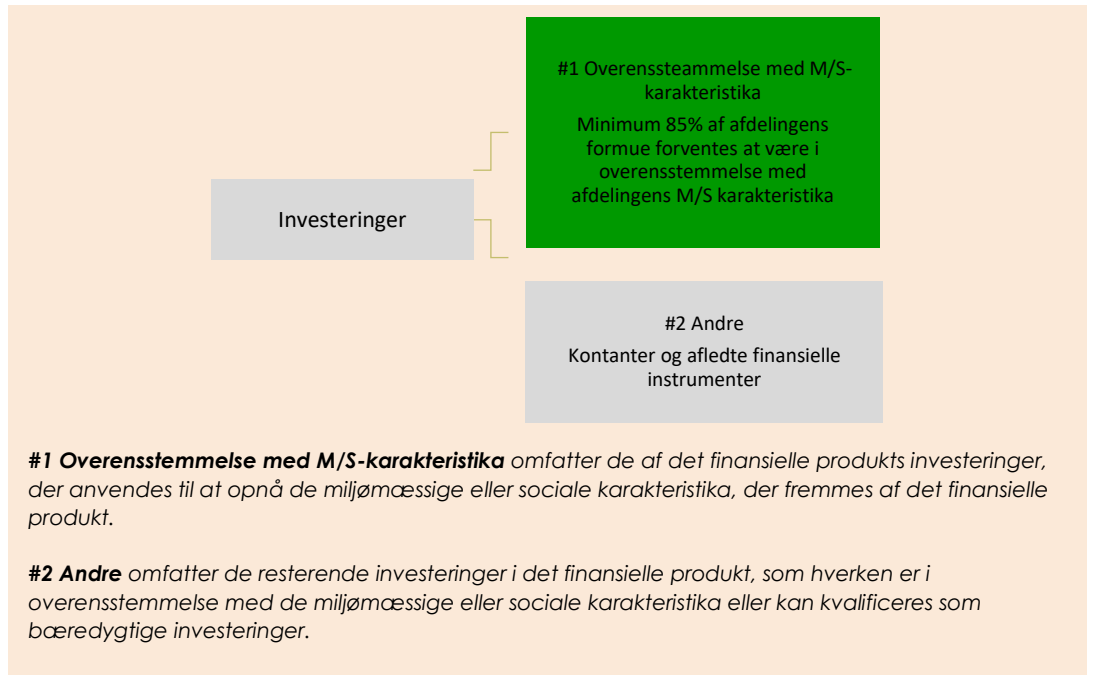 #1 Overenssteammelse med M/S-
karakteristika
Minimum 85% af afdelingens
formue forventes at være i
overensstemmelse med
afdelingens M/S karakteristika
Investeringer
#2 Andre
Kontanter og afledte finansielle
instrumenter
#1 Overensstemmelse med M/S-karakteristika omfatter de af det finansielle produkts investeringer,
der anvendes til at opnå de miljømæssige eller sociale karakteristika, der fremmes af det finansielle
produkt.
#2 Andre omfatter de resterende investeringer i det finansielle produkt, som hverken er i
overensstemmelse med de miljømæssige eller sociale karakteristika eller kan kvalificeres som
bæredygtige investeringer.